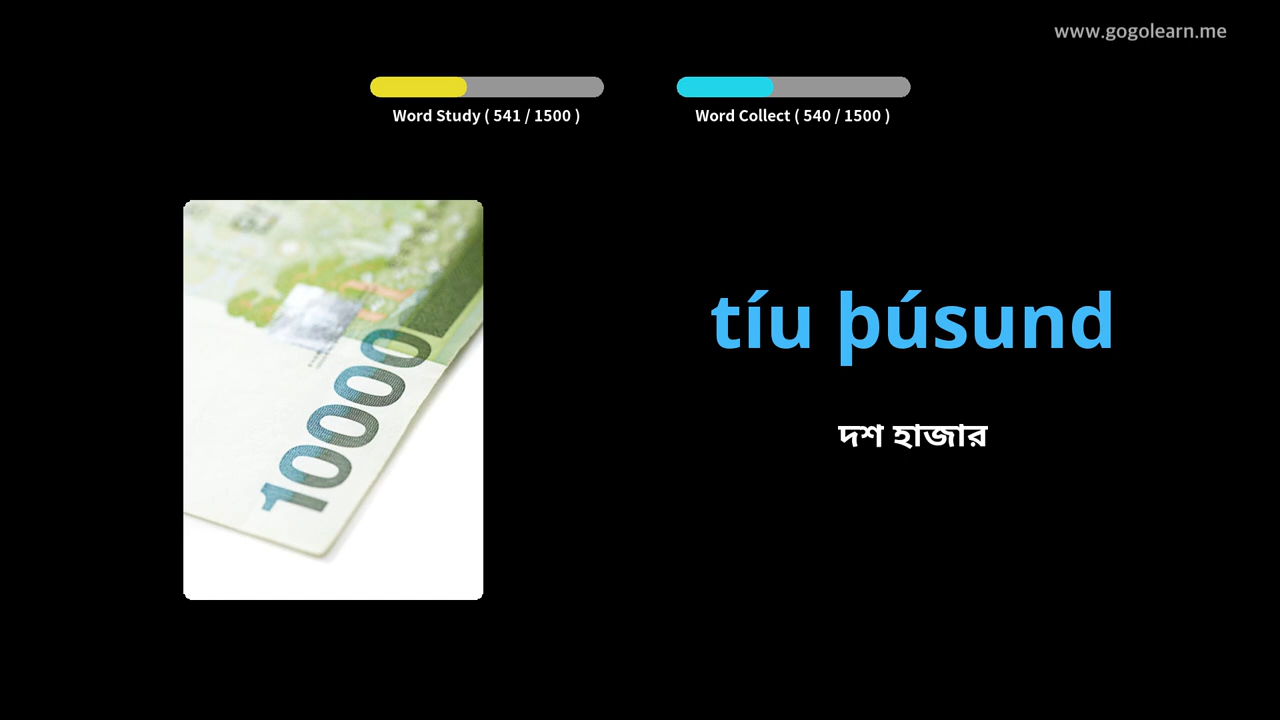 www.gogolearn.me
Word Study ( 541 / 1500 )
Word Collect ( 540 / 1500 )
tíu þúsund
দশ হাজার
10000